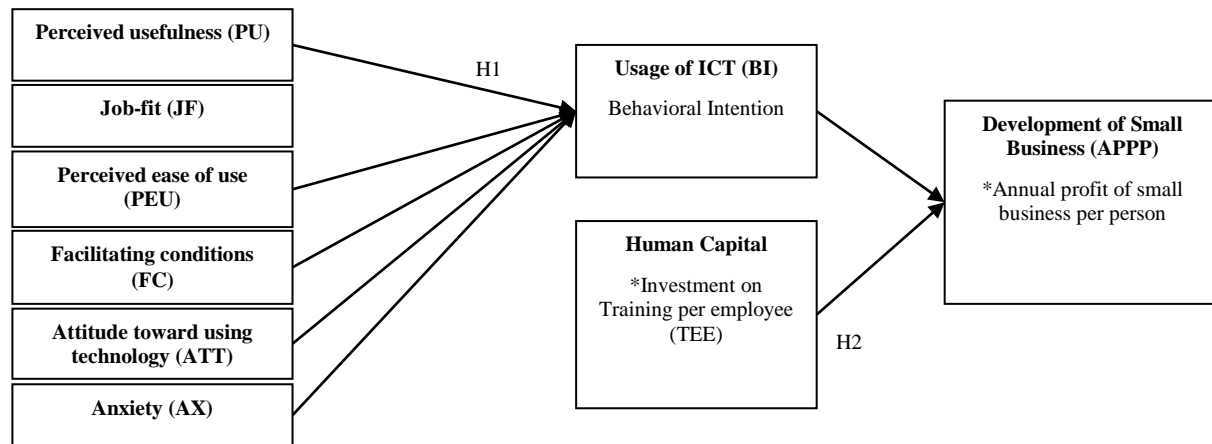 Perceived usefulness (PU)
Job-fit (JF)
Perceived ease of use
(PEU)
Facilitating conditions
(FC)
Attitude toward using
technology (ATT)
Anxiety (AX)
H1
Usage of ICT (BI)
Behavioral Intention
Human Capital
*Investment on
Training per employee
(TEE)
H2
Development of Small
Business (APPP)
*Annual profit of small
business per person